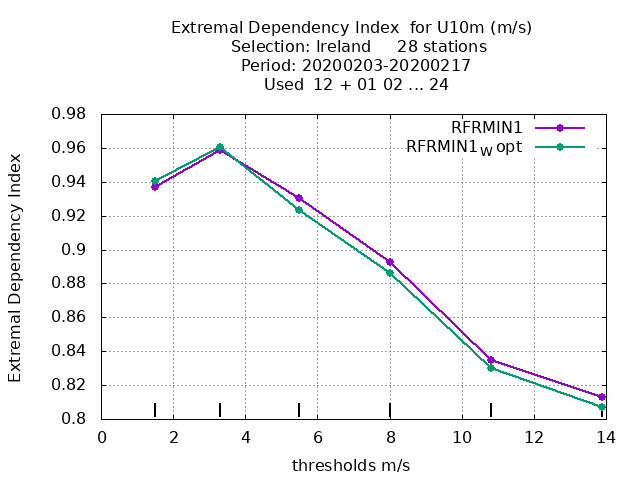 Extremal Dependency Index  for U10m (m/s)
Selection: Ireland     28 stations
Period: 20200203-20200217
Used  12 + 01 02 ... 24
RFRMIN1
RFRMIN1W opt
Extremal Dependency Index
0.98
0.96
0.94
0.92
0.9
0.88
0.86
0.84
0.82
0.8
0 2 4 6 8 10 12 14
thresholds m/s